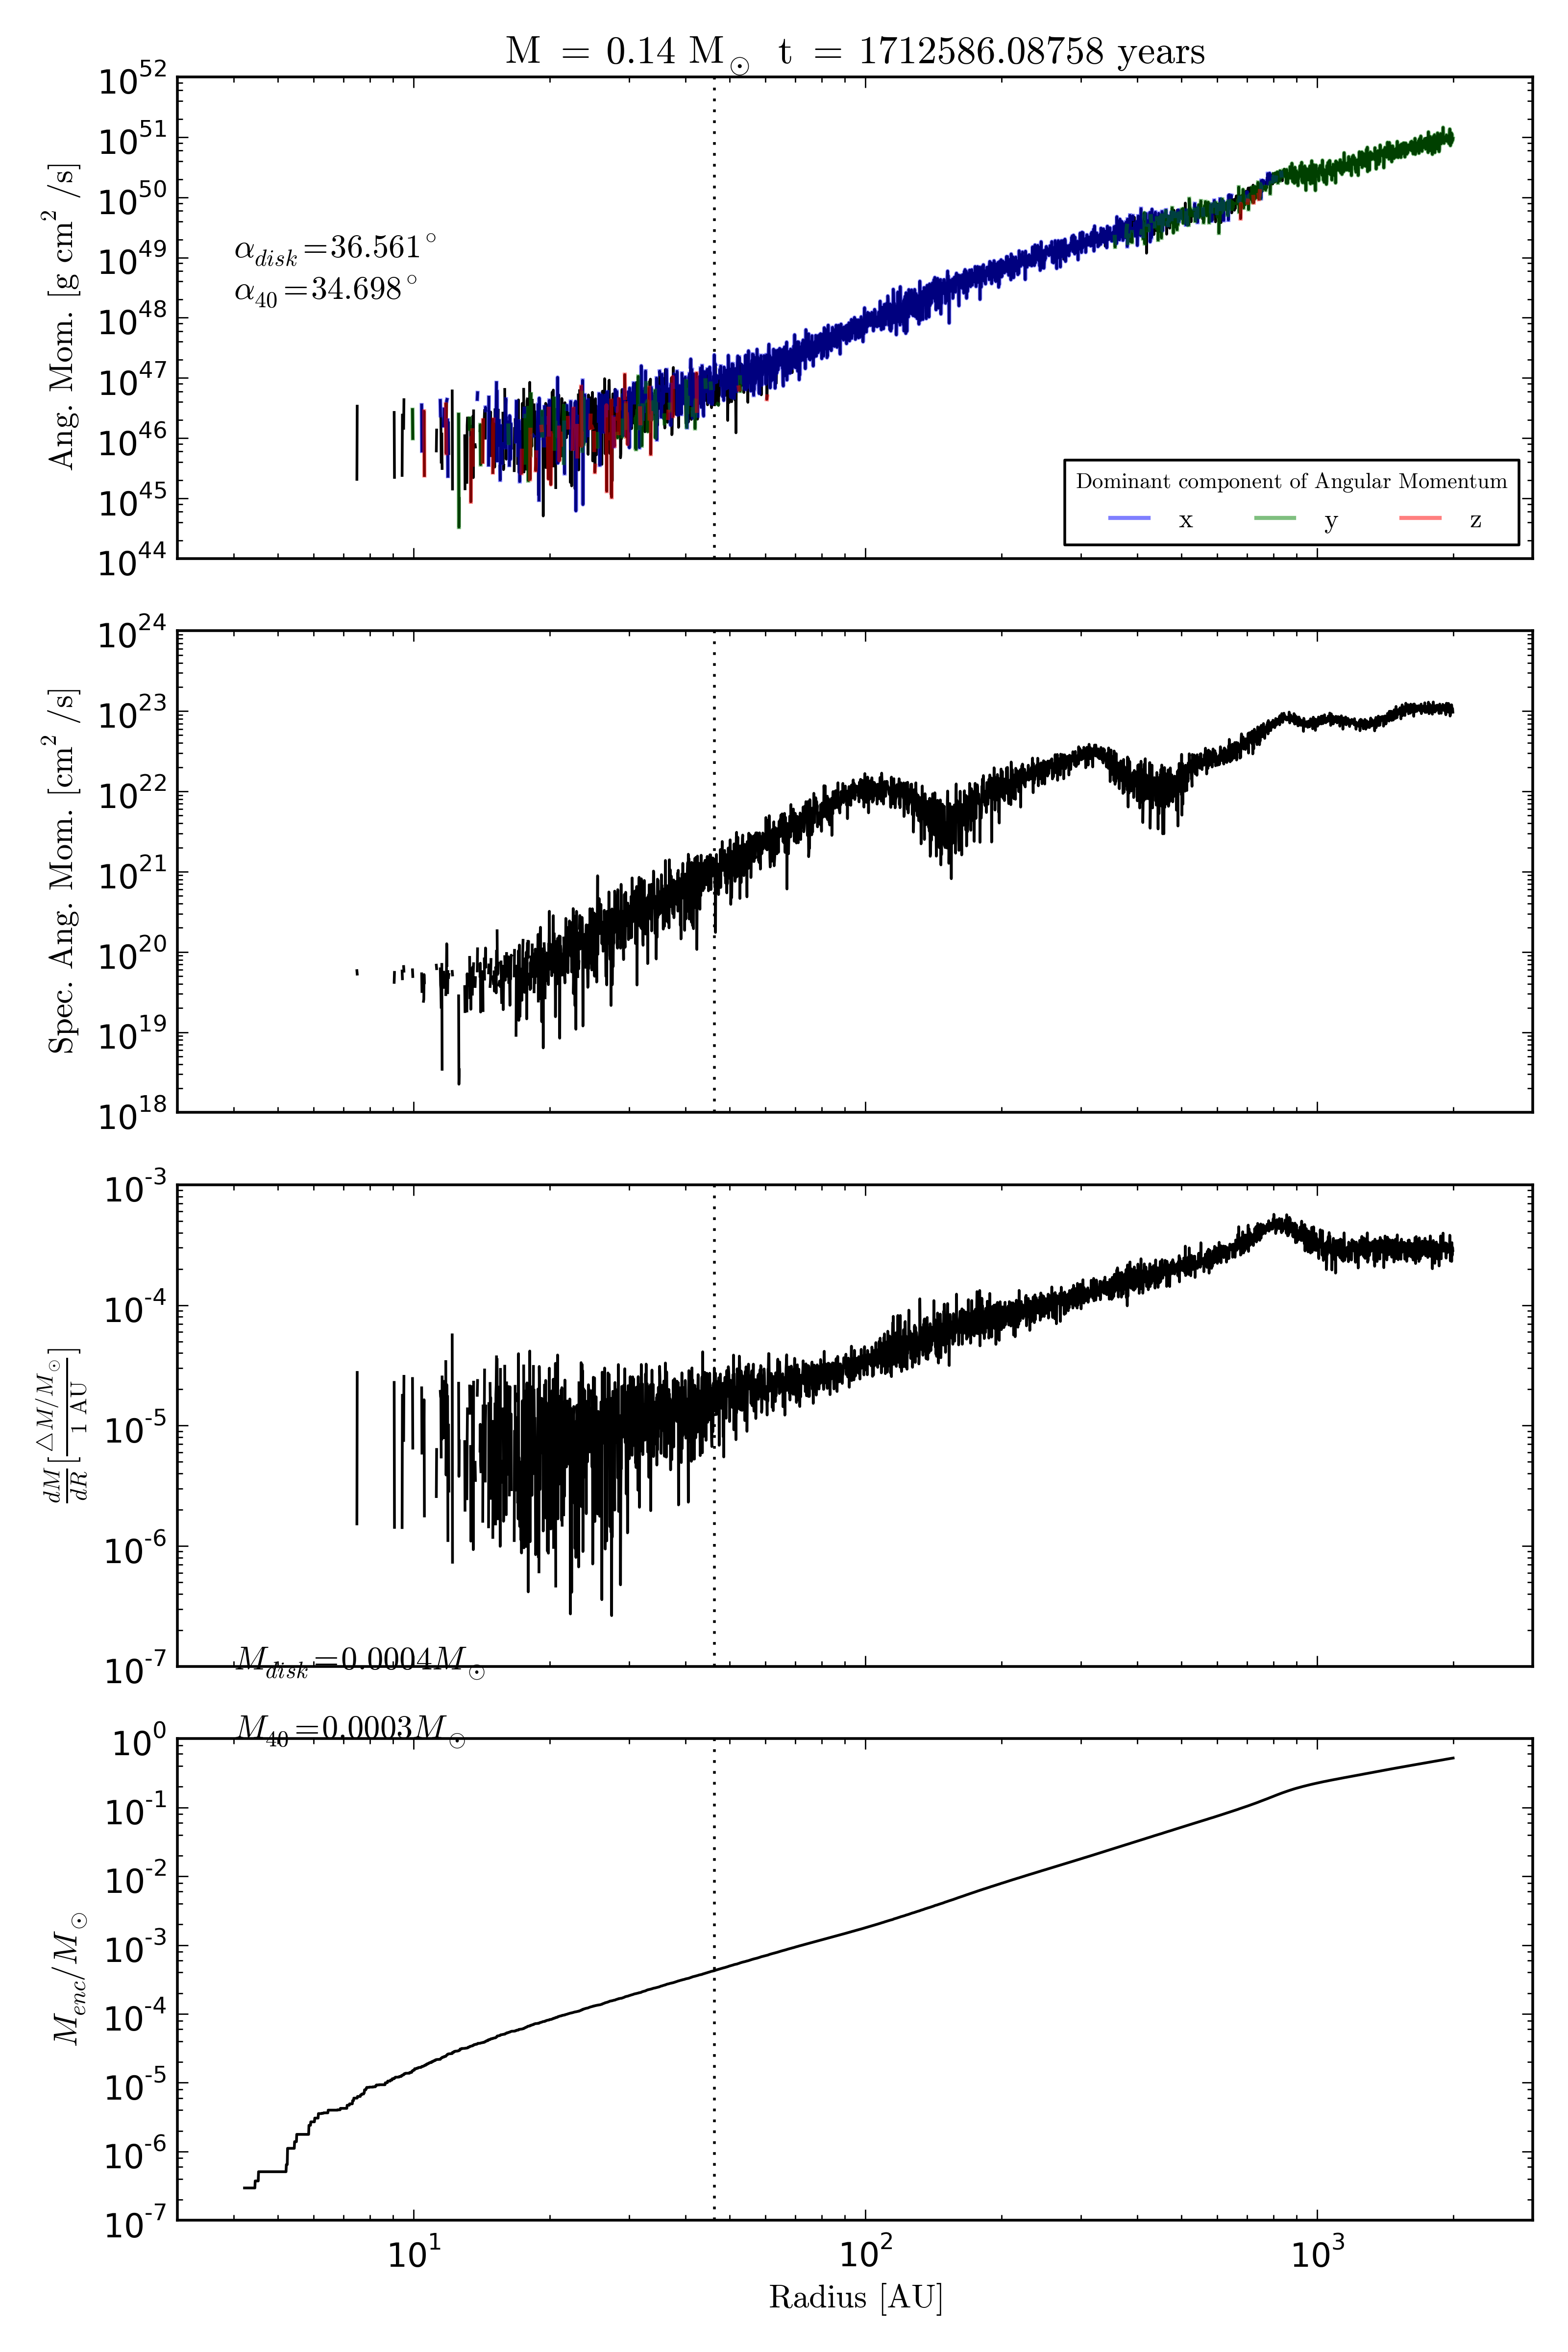 M = 0.14 M⊙ t = 1712586.08758 years
10^52
10^51
10^50
10^49
10^48
10^47
10^46
10^45
10^44
Ang. Mom. [g cm^2 /s]
α_disk=36.561°
α_40=34.698°
Dominant component of Angular Momentum
x y z
10^24
10^23
10^22
10^21
10^20
10^19
10^18
Spec. Ang. Mom. [cm^2 /s]
10^-3
10^-4
10^-5
10^-6
10^-7
dM/dR [△M/M⊙ / 1 AU]
M_disk=0.0004M⊙
M_40=0.0003M⊙
10^0
10^-1
10^-2
10^-3
10^-4
10^-5
10^-6
10^-7
M_enc/M⊙
10^1 10^2 10^3
Radius [AU]